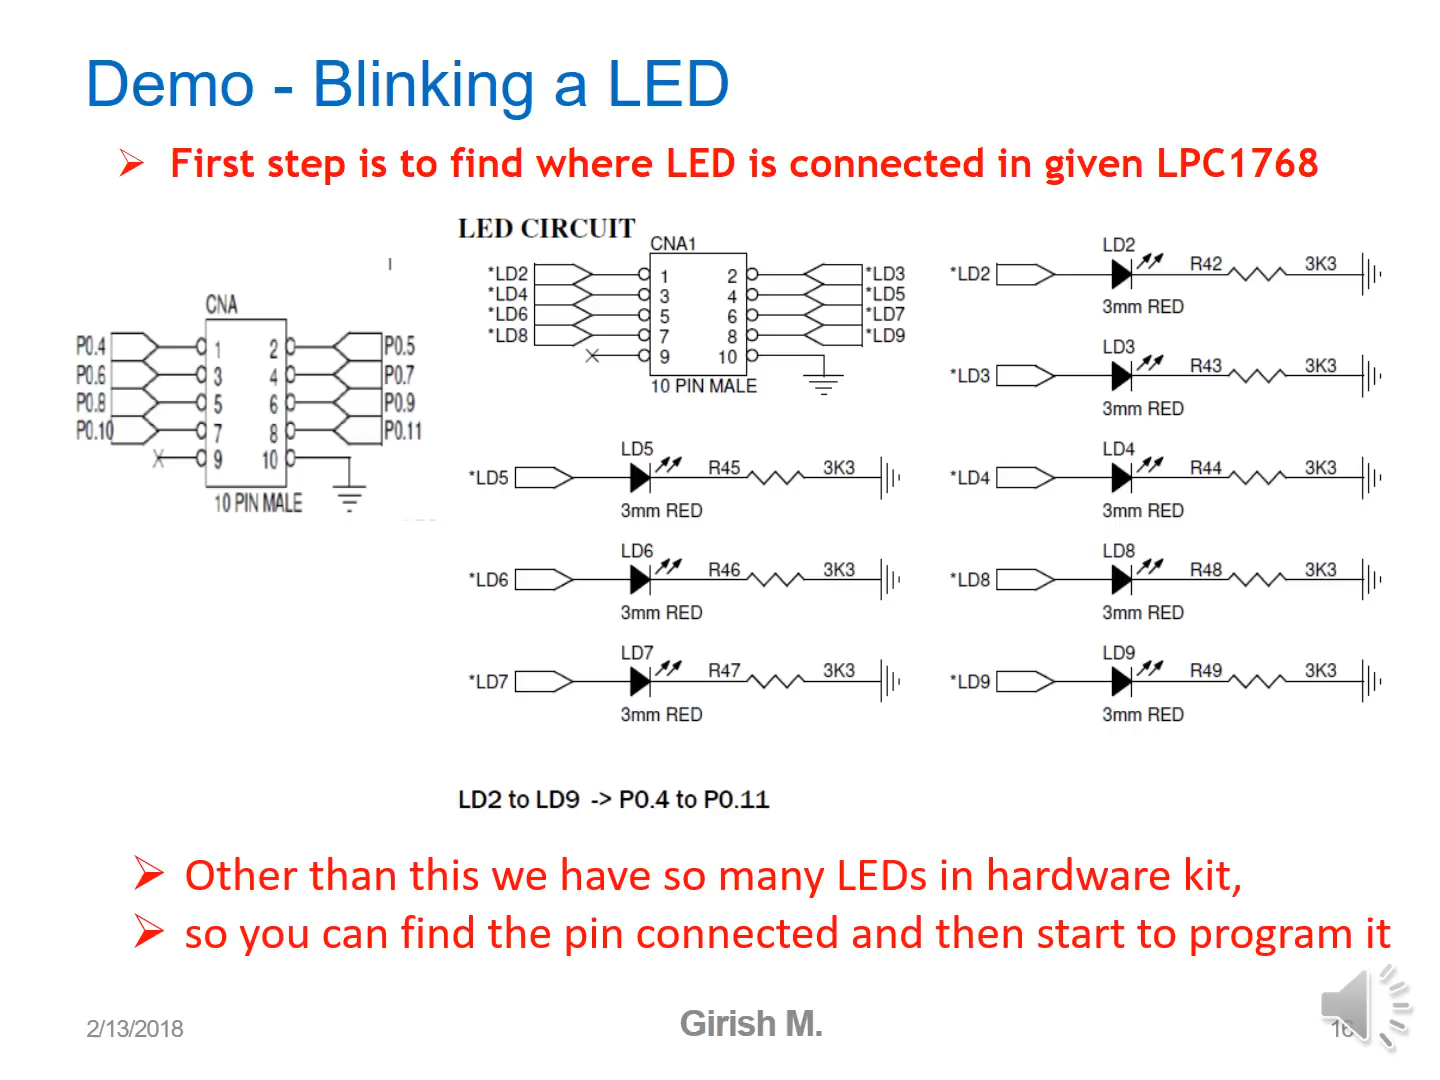 Demo - Blinking a LED
First step is to find where LED is connected in given LPC1768
CNA
P0.4 1 2 P0.5
P0.6 3 4 P0.7
P0.8 5 6 P0.9
P0.10 7 8 P0.11
9 10
10 PIN MALE
LED CIRCUIT
CNA1
*LD2 1 2 *LD3
*LD4 3 4 *LD5
*LD6 5 6 *LD7
*LD8 7 8 *LD9
9 10
10 PIN MALE
LD2
*LD2 R42 3K3
3mm RED
LD3
*LD3 R43 3K3
3mm RED
LD5
*LD5 R45 3K3
3mm RED
LD4
*LD4 R44 3K3
3mm RED
LD6
*LD6 R46 3K3
3mm RED
LD8
*LD8 R48 3K3
3mm RED
LD7
*LD7 R47 3K3
3mm RED
LD9
*LD9 R49 3K3
3mm RED
LD2 to LD9 -> P0.4 to P0.11
Other than this we have so many LEDs in hardware kit,
so you can find the pin connected and then start to program it
2/13/2018
Girish M.
16